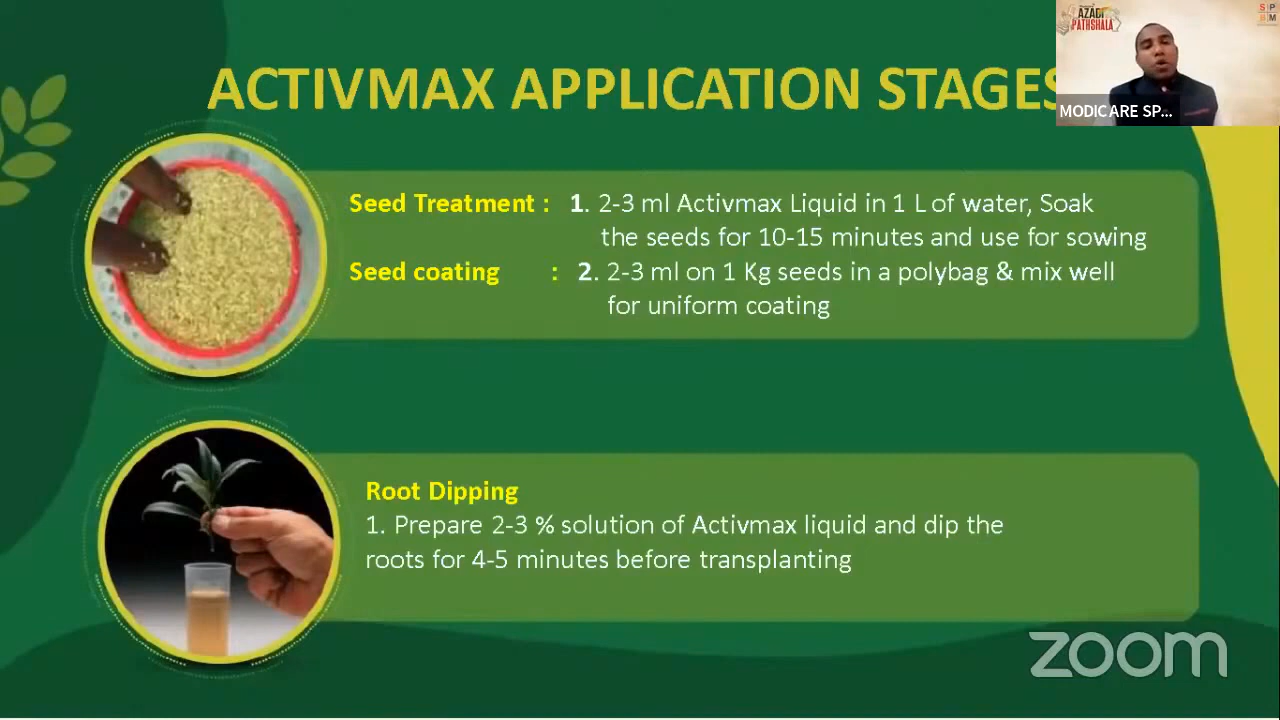 ACTIVMAX APPLICATION STAGES
AZADI
PATHSHALA
S P
B M
MODICARE SP...
Seed Treatment : 1. 2-3 ml Activmax Liquid in 1 L of water, Soak
the seeds for 10-15 minutes and use for sowing
Seed coating : 2. 2-3 ml on 1 Kg seeds in a polybag & mix well
for uniform coating
Root Dipping
1. Prepare 2-3 % solution of Activmax liquid and dip the
roots for 4-5 minutes before transplanting
zoom